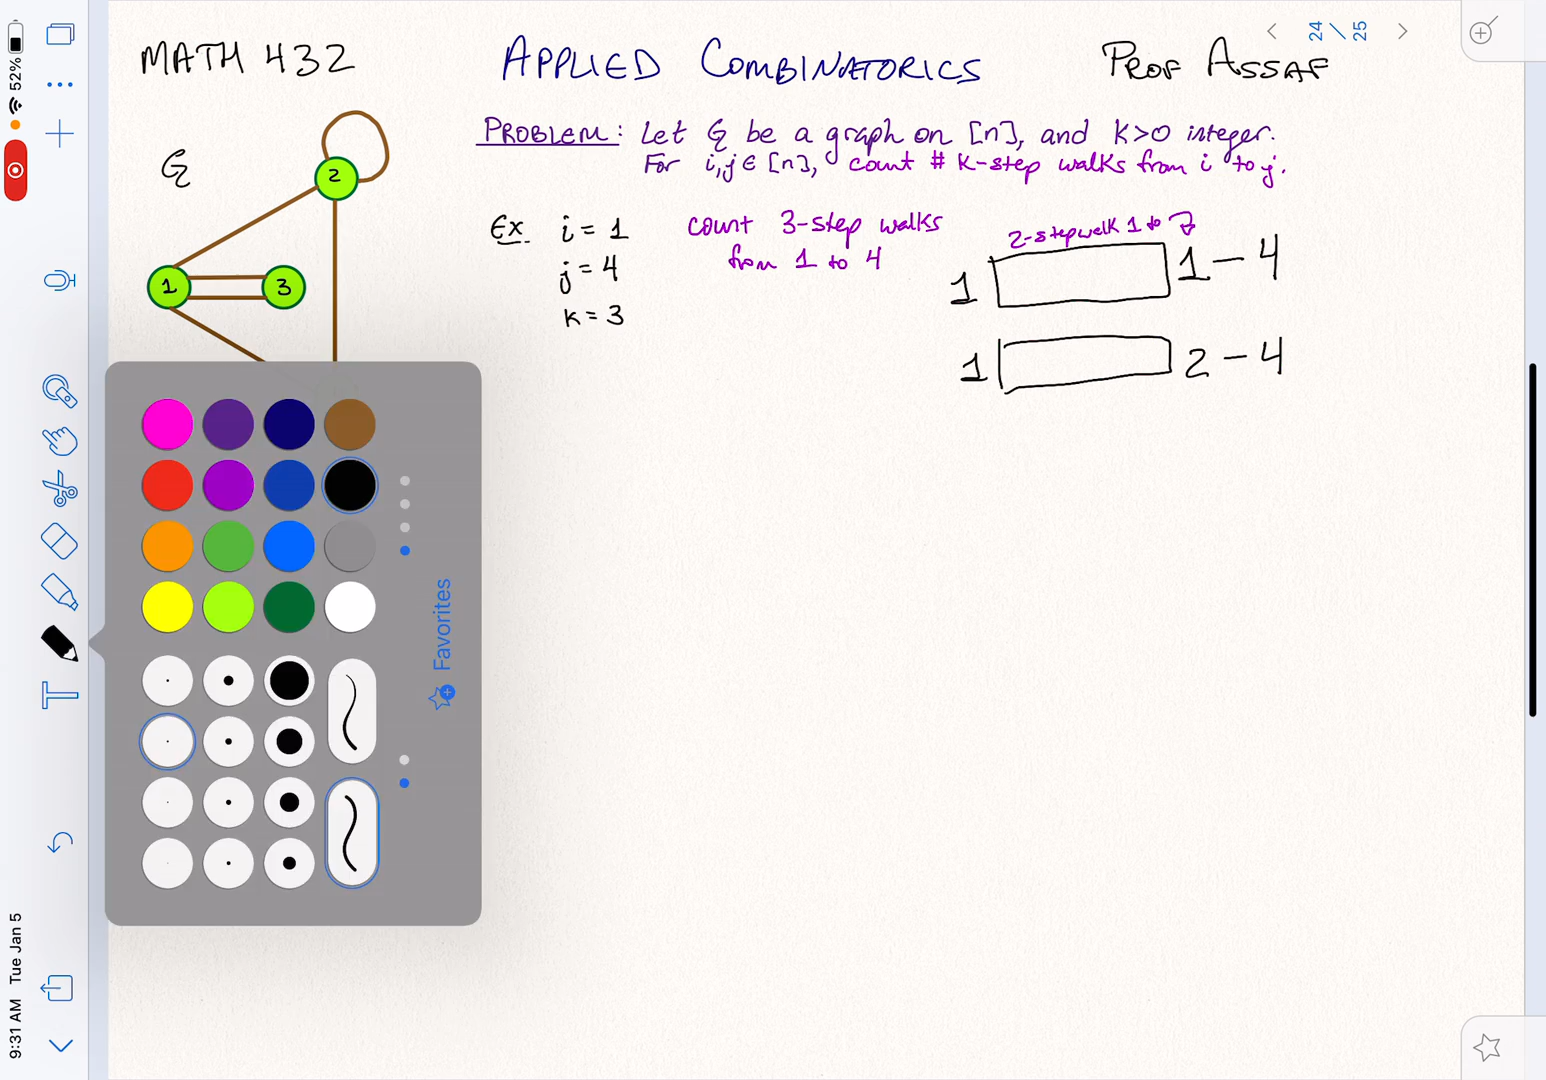 MATH 432 APPLIED COMBINATORICS PROF ASSAF
24 / 25
G
PROBLEM: Let G be a graph on [n], and k>0 integer.
For i,j ∈ [n], count # k-step walks from i to j.
2
1
3
Ex i = 1
j = 4
k = 3
count 3-step walks
from 1 to 4
2-step walk 1 to ?
1 1 - 4
1 2 - 4
Favorites
T
52%
9:31 AM Tue Jan 5